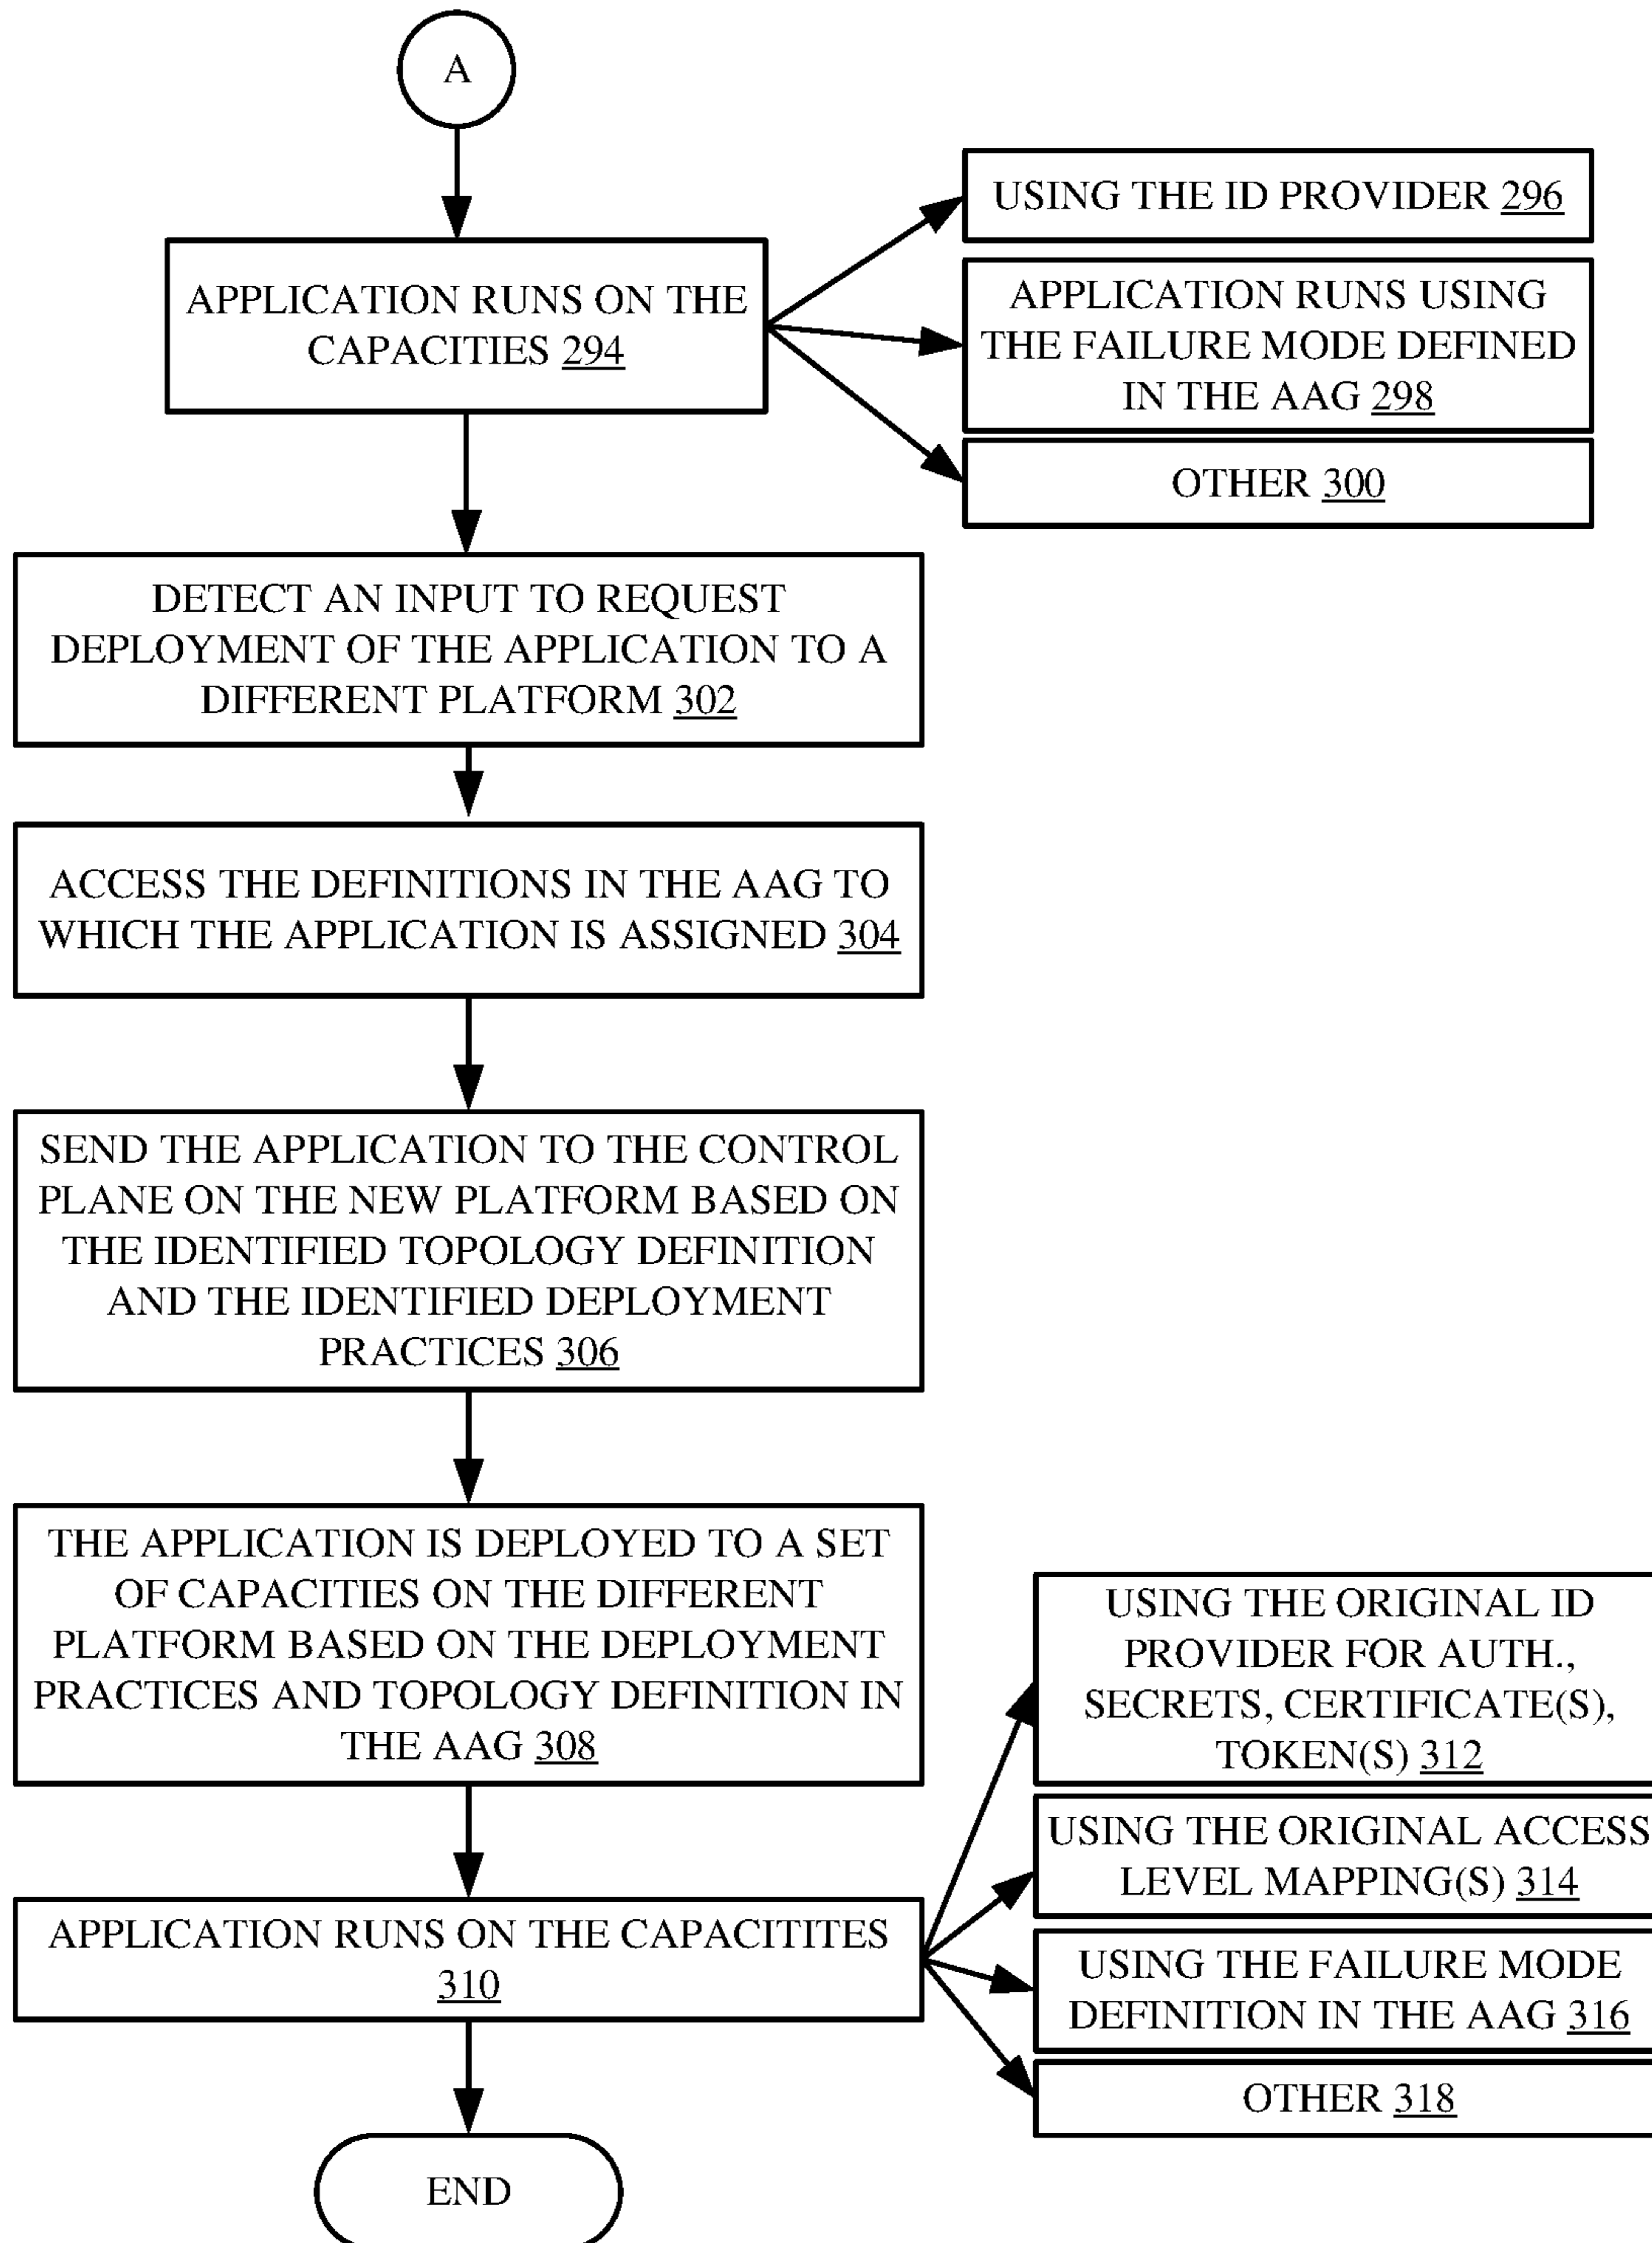 A
APPLICATION RUNS ON THE
CAPACITIES 294
USING THE ID PROVIDER 296
APPLICATION RUNS USING
THE FAILURE MODE DEFINED
IN THE AAG 298
OTHER 300
DETECT AN INPUT TO REQUEST
DEPLOYMENT OF THE APPLICATION TO A
DIFFERENT PLATFORM 302
ACCESS THE DEFINITIONS IN THE AAG TO
WHICH THE APPLICATION IS ASSIGNED 304
SEND THE APPLICATION TO THE CONTROL
PLANE ON THE NEW PLATFORM BASED ON
THE IDENTIFIED TOPOLOGY DEFINITION
AND THE IDENTIFIED DEPLOYMENT
PRACTICES 306
THE APPLICATION IS DEPLOYED TO A SET
OF CAPACITIES ON THE DIFFERENT
PLATFORM BASED ON THE DEPLOYMENT
PRACTICES AND TOPOLOGY DEFINITION IN
THE AAG 308
APPLICATION RUNS ON THE CAPACITITES
310
USING THE ORIGINAL ID
PROVIDER FOR AUTH.,
SECRETS, CERTIFICATE(S),
TOKEN(S) 312
USING THE ORIGINAL ACCESS
LEVEL MAPPING(S) 314
USING THE FAILURE MODE
DEFINITION IN THE AAG 316
OTHER 318
END